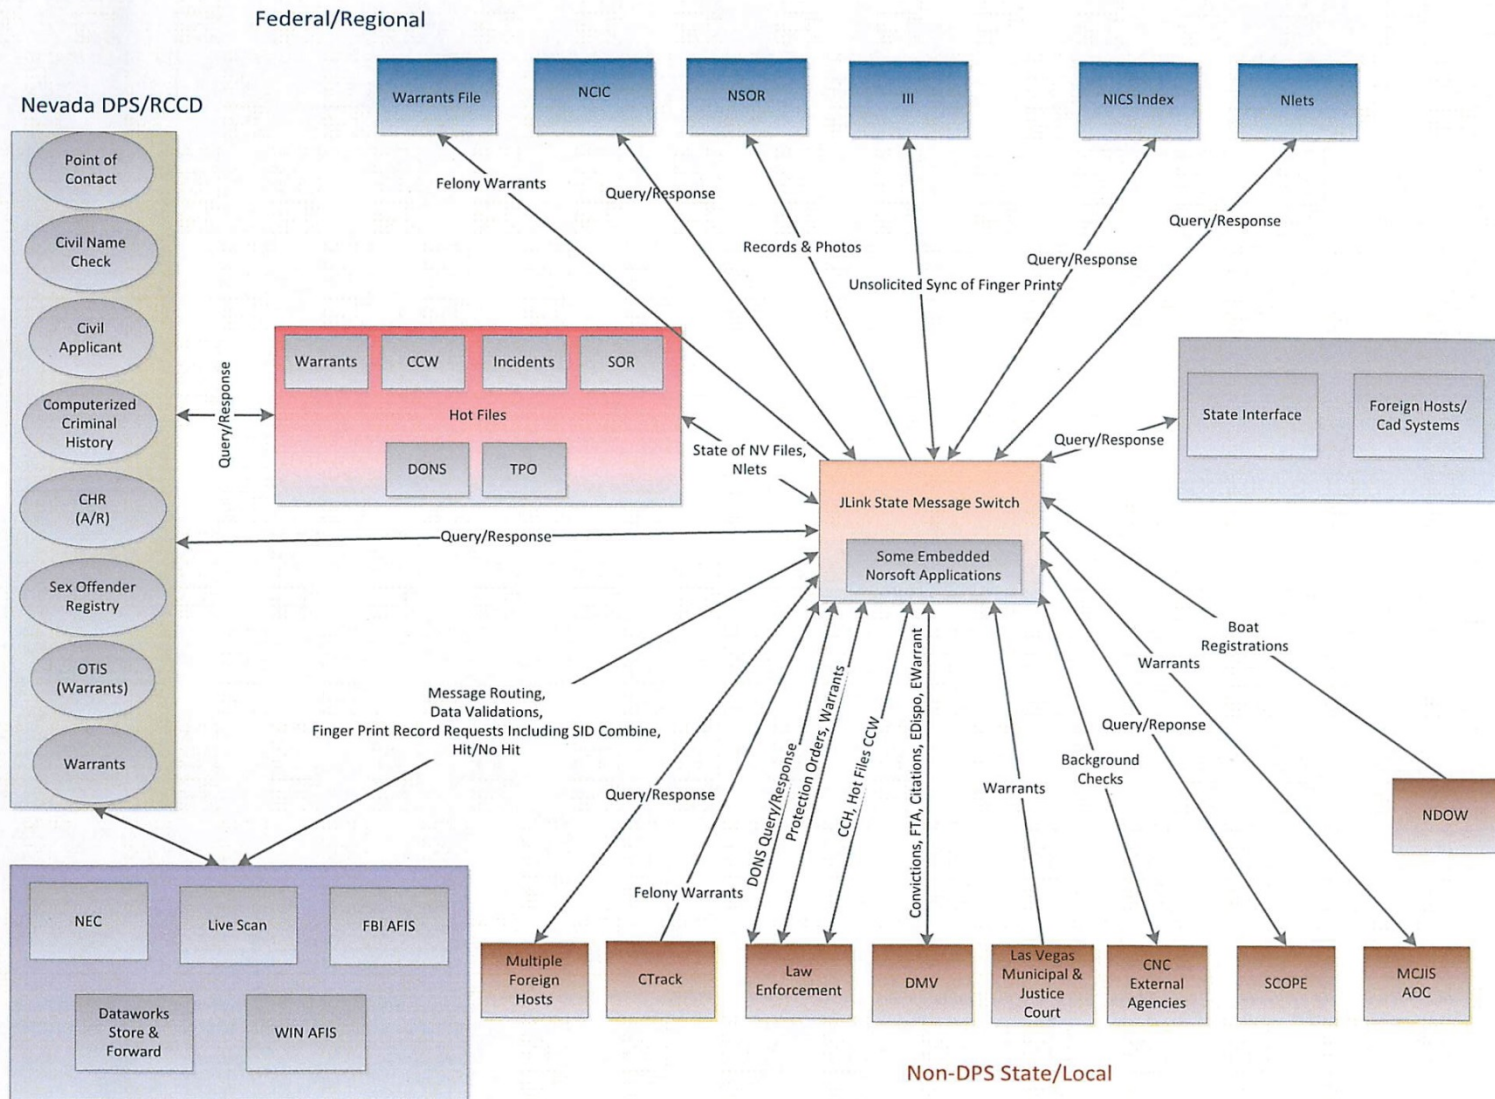 Federal/Regional
Nevada DPS/RCCD
Warrants File
NCIC
NSOR
III
NICS Index
Nlets
Point of
Contact
Civil Name
Check
Civil
Applicant
Computerized
Criminal
History
CHR
(A/R)
Sex Offender
Registry
OTIS
(Warrants)
Warrants
Felony Warrants
Query/Response
Records & Photos
Unsolicited Sync of Finger Prints
Query/Response
Query/Response
Query/Response
Warrants
CCW
Incidents
SOR
Hot Files
DONS
TPO
State of NV Files,
Nlets
Query/Response
State Interface
Foreign Hosts/
Cad Systems
JLink State Message Switch
Some Embedded
Norsoft Applications
Query/Response
Message Routing,
Data Validations,
Finger Print Record Requests Including SID Combine,
Hit/No Hit
Query/Response
Felony Warrants
DONS Query/Response
Protection Orders, Warrants
CCH, Hot Files CCW
Convictions, FTA, Citations, EDispo, EWarrant
Warrants
Background
Checks
Query/Reponse
Warrants
Boat
Registrations
NDOW
NEC
Live Scan
FBI AFIS
Dataworks
Store &
Forward
WIN AFIS
Multiple
Foreign
Hosts
CTrack
Law
Enforcement
DMV
Las Vegas
Municipal &
Justice
Court
CNC
External
Agencies
SCOPE
MCJIS
AOC
Non-DPS State/Local